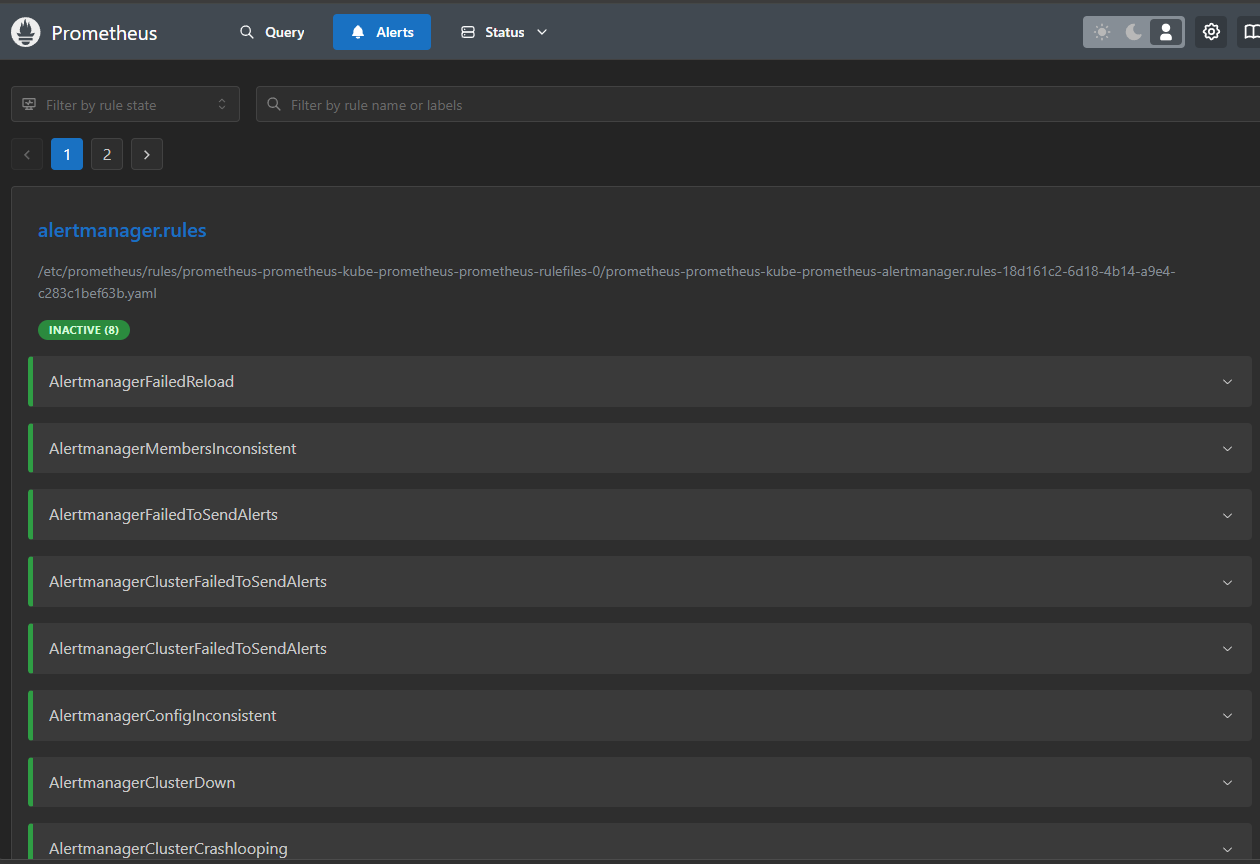 Prometheus
Query
Alerts
Status
Filter by rule state
Filter by rule name or labels
1
2
alertmanager.rules
/etc/prometheus/rules/prometheus-prometheus-kube-prometheus-prometheus-rulefiles-0/prometheus-prometheus-kube-prometheus-alertmanager.rules-18d161c2-6d18-4b14-a9e4-
c283c1bef63b.yaml
INACTIVE (8)
AlertmanagerFailedReload
AlertmanagerMembersInconsistent
AlertmanagerFailedToSendAlerts
AlertmanagerClusterFailedToSendAlerts
AlertmanagerClusterFailedToSendAlerts
AlertmanagerConfigInconsistent
AlertmanagerClusterDown
AlertmanagerClusterCrashlooping